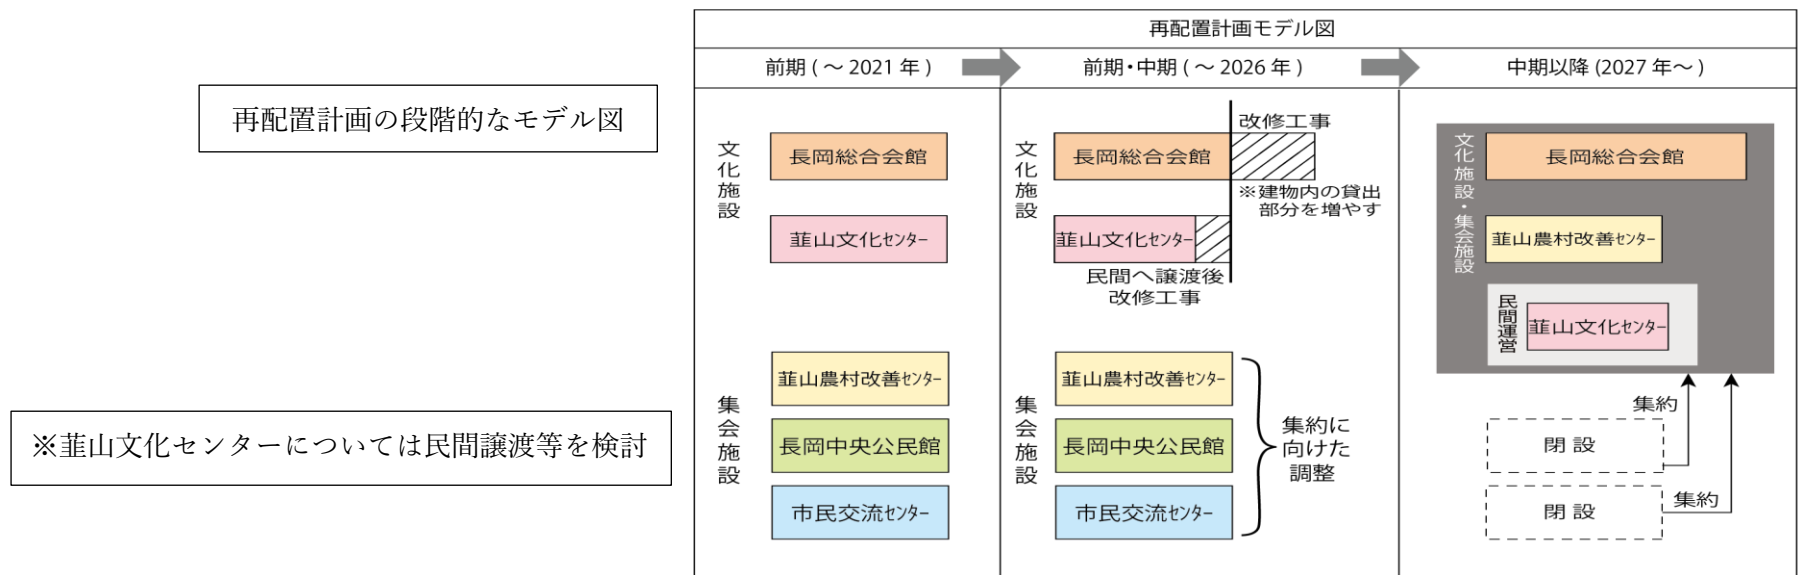 再配置計画の段階的なモデル図
※韮山文化センターについては民間譲渡等を検討
再配置計画モデル図
前期(～2021年)
前期・中期(～2026年)
中期以降(2027年～)
文化施設
長岡総合会館
韮山文化センター
集会施設
韮山農村改善センター
長岡中央公民館
市民交流センター
文化施設
長岡総合会館
改修工事
※建物内の貸出
部分を増やす
韮山文化センター
民間へ譲渡後
改修工事
集会施設
韮山農村改善センター
長岡中央公民館
市民交流センター
集約に
向けた
調整
文化施設・集会施設
長岡総合会館
韮山農村改善センター
民間運営
韮山文化センター
集約
閉設
集約
閉設